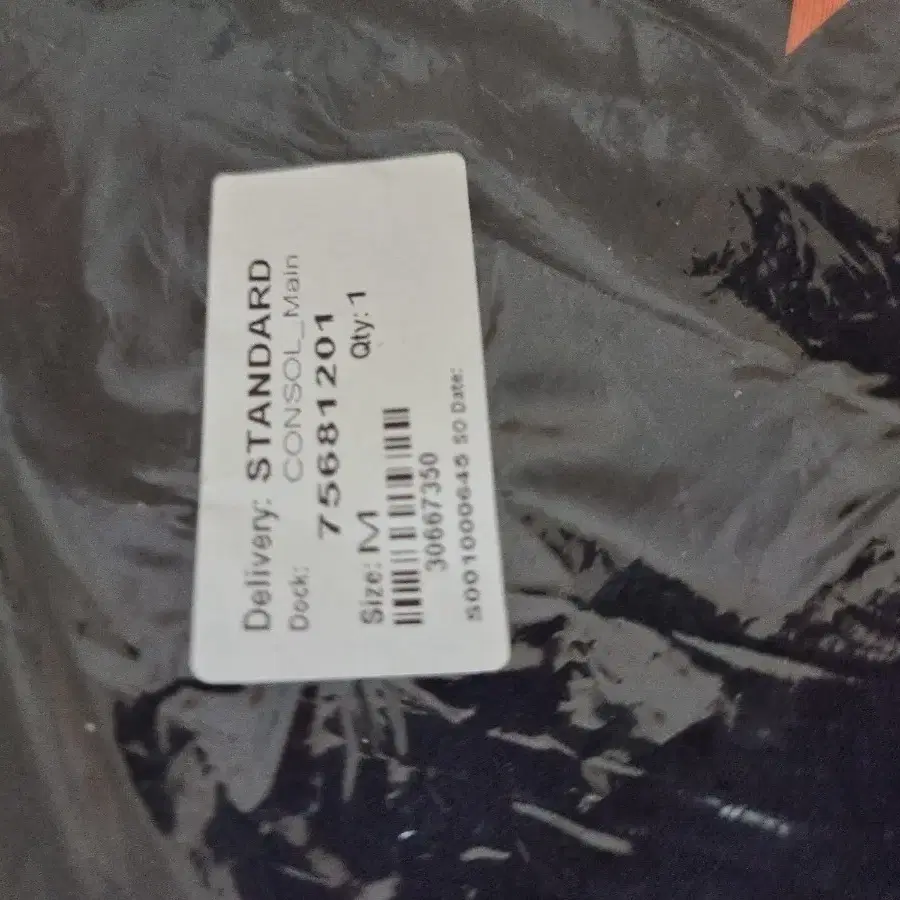 Delivery: STANDARD
Dock: CONSOL_Main
75681201
Size: M Qty: 1
30667350
S001000645 SO Date: